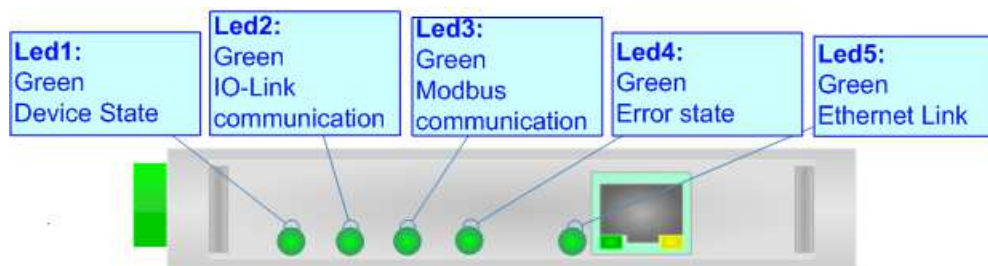 Led1:
Green
Device State
Led2:
Green
IO-Link
communication
Led3:
Green
Modbus
communication
Led4:
Green
Error state
Led5:
Green
Ethernet Link